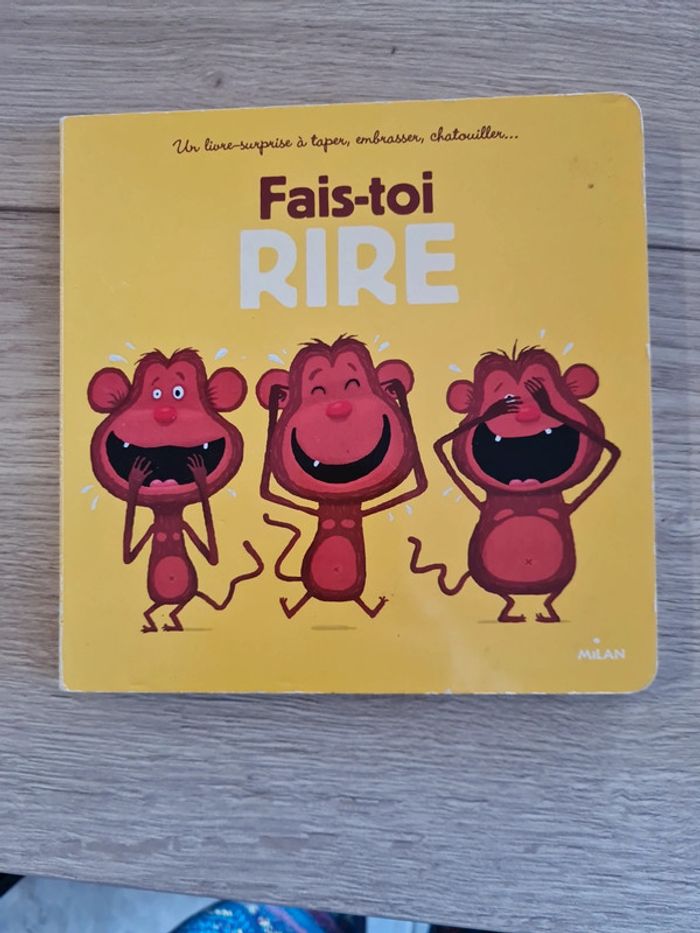 Un livre-surprise à taper, embrasser, chatouiller...
Fais-toi
RIRE
MiLAN